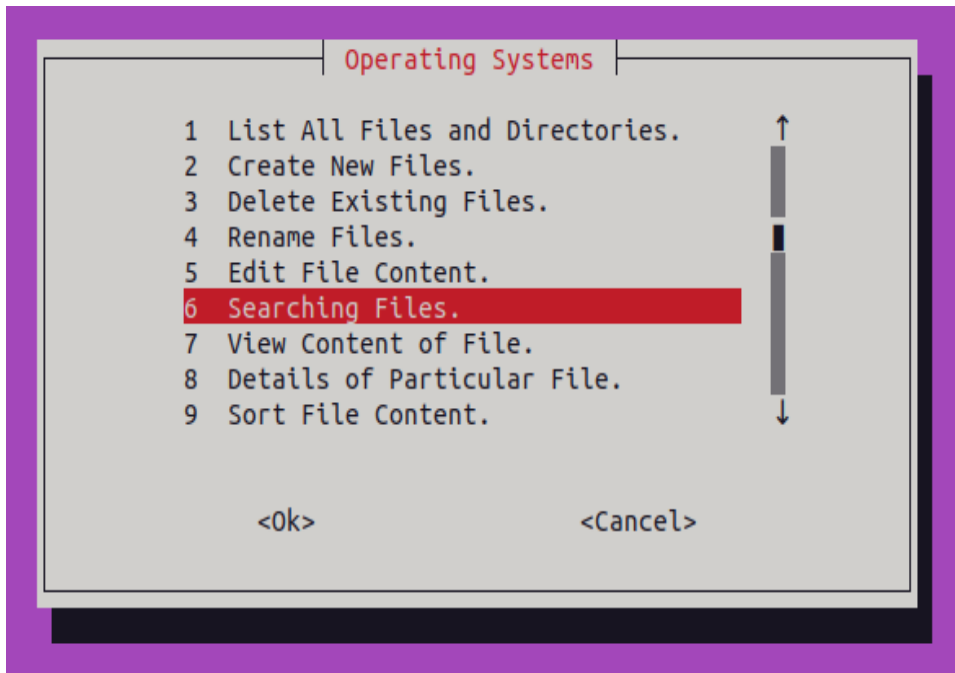 Operating Systems
1 List All Files and Directories.
2 Create New Files.
3 Delete Existing Files.
4 Rename Files.
5 Edit File Content.
6 Searching Files.
7 View Content of File.
8 Details of Particular File.
9 Sort File Content.
<Ok> <Cancel>